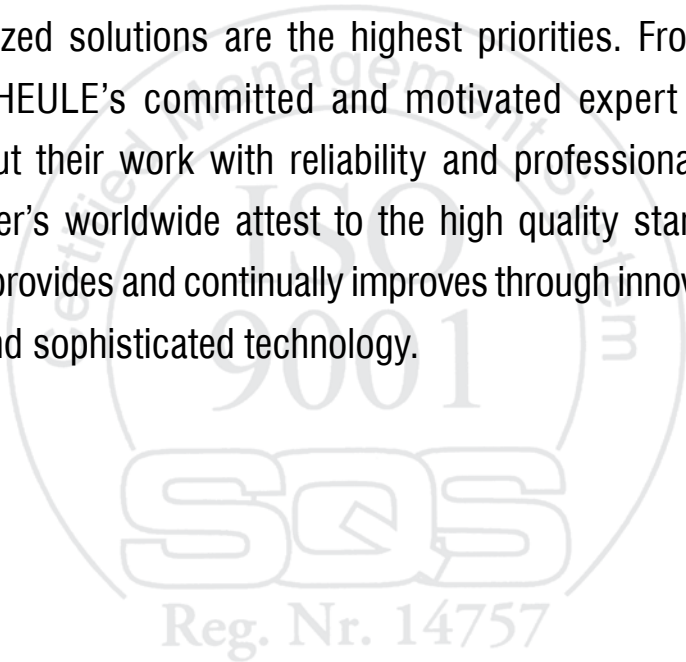 zed solutions are the highest priorities. Fro
HEULE’s committed and motivated expert
ut their work with reliability and professiona
er’s worldwide attest to the high quality star
provides and continually improves through innov
nd sophisticated technology.
Certified Management System
ISO
9001
SQS
Reg. Nr. 14757